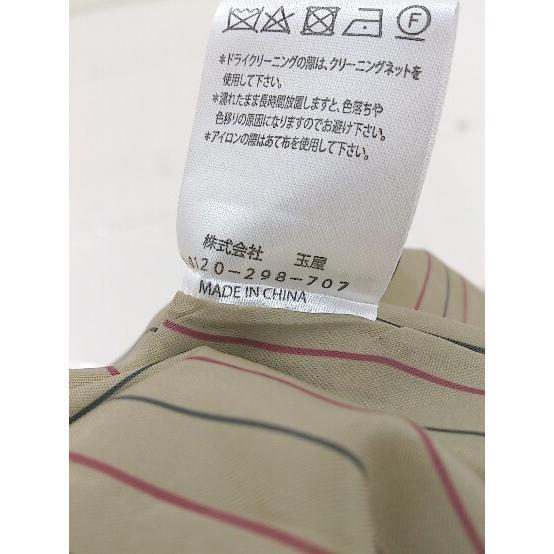 *ドライクリーニングの際は、クリーニングネットを
使用して下さい。
*濡れたまま長時間放置しますと、色落ちや
色移りの原因になりますのでお避け下さい。
*アイロンの際はあて布を使用して下さい。
株式会社 玉屋
0120-298-707
MADE IN CHINA